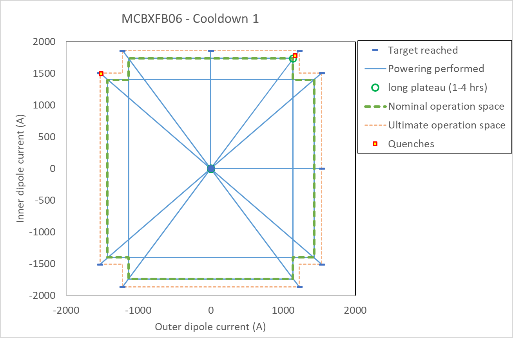 MCBXFB06 - Cooldown 1
2000
1500
1000
500
0
-500
-1000
-1500
-2000
Inner dipole current (A)
-2000 -1000 0 1000 2000
Outer dipole current (A)
Target reached
Powering performed
long plateau (1-4 hrs)
Nominal operation space
Ultimate operation space
Quenches